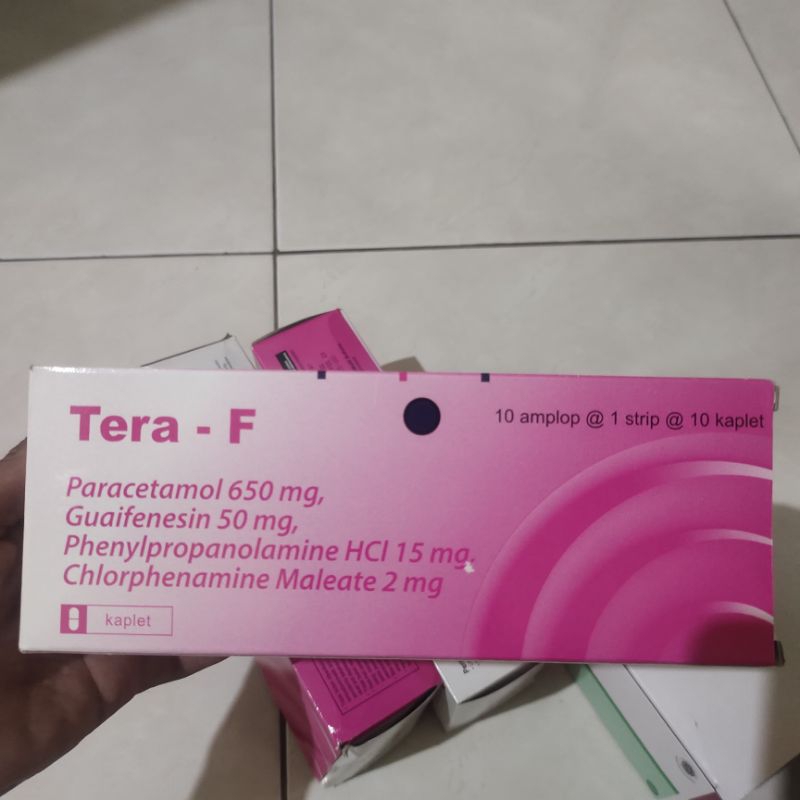 Tera - F
10 amplop @ 1 strip @ 10 kaplet
Paracetamol 650 mg,
Guaifenesin 50 mg,
Phenylpropanolamine HCl 15 mg,
Chlorphenamine Maleate 2 mg
kaplet